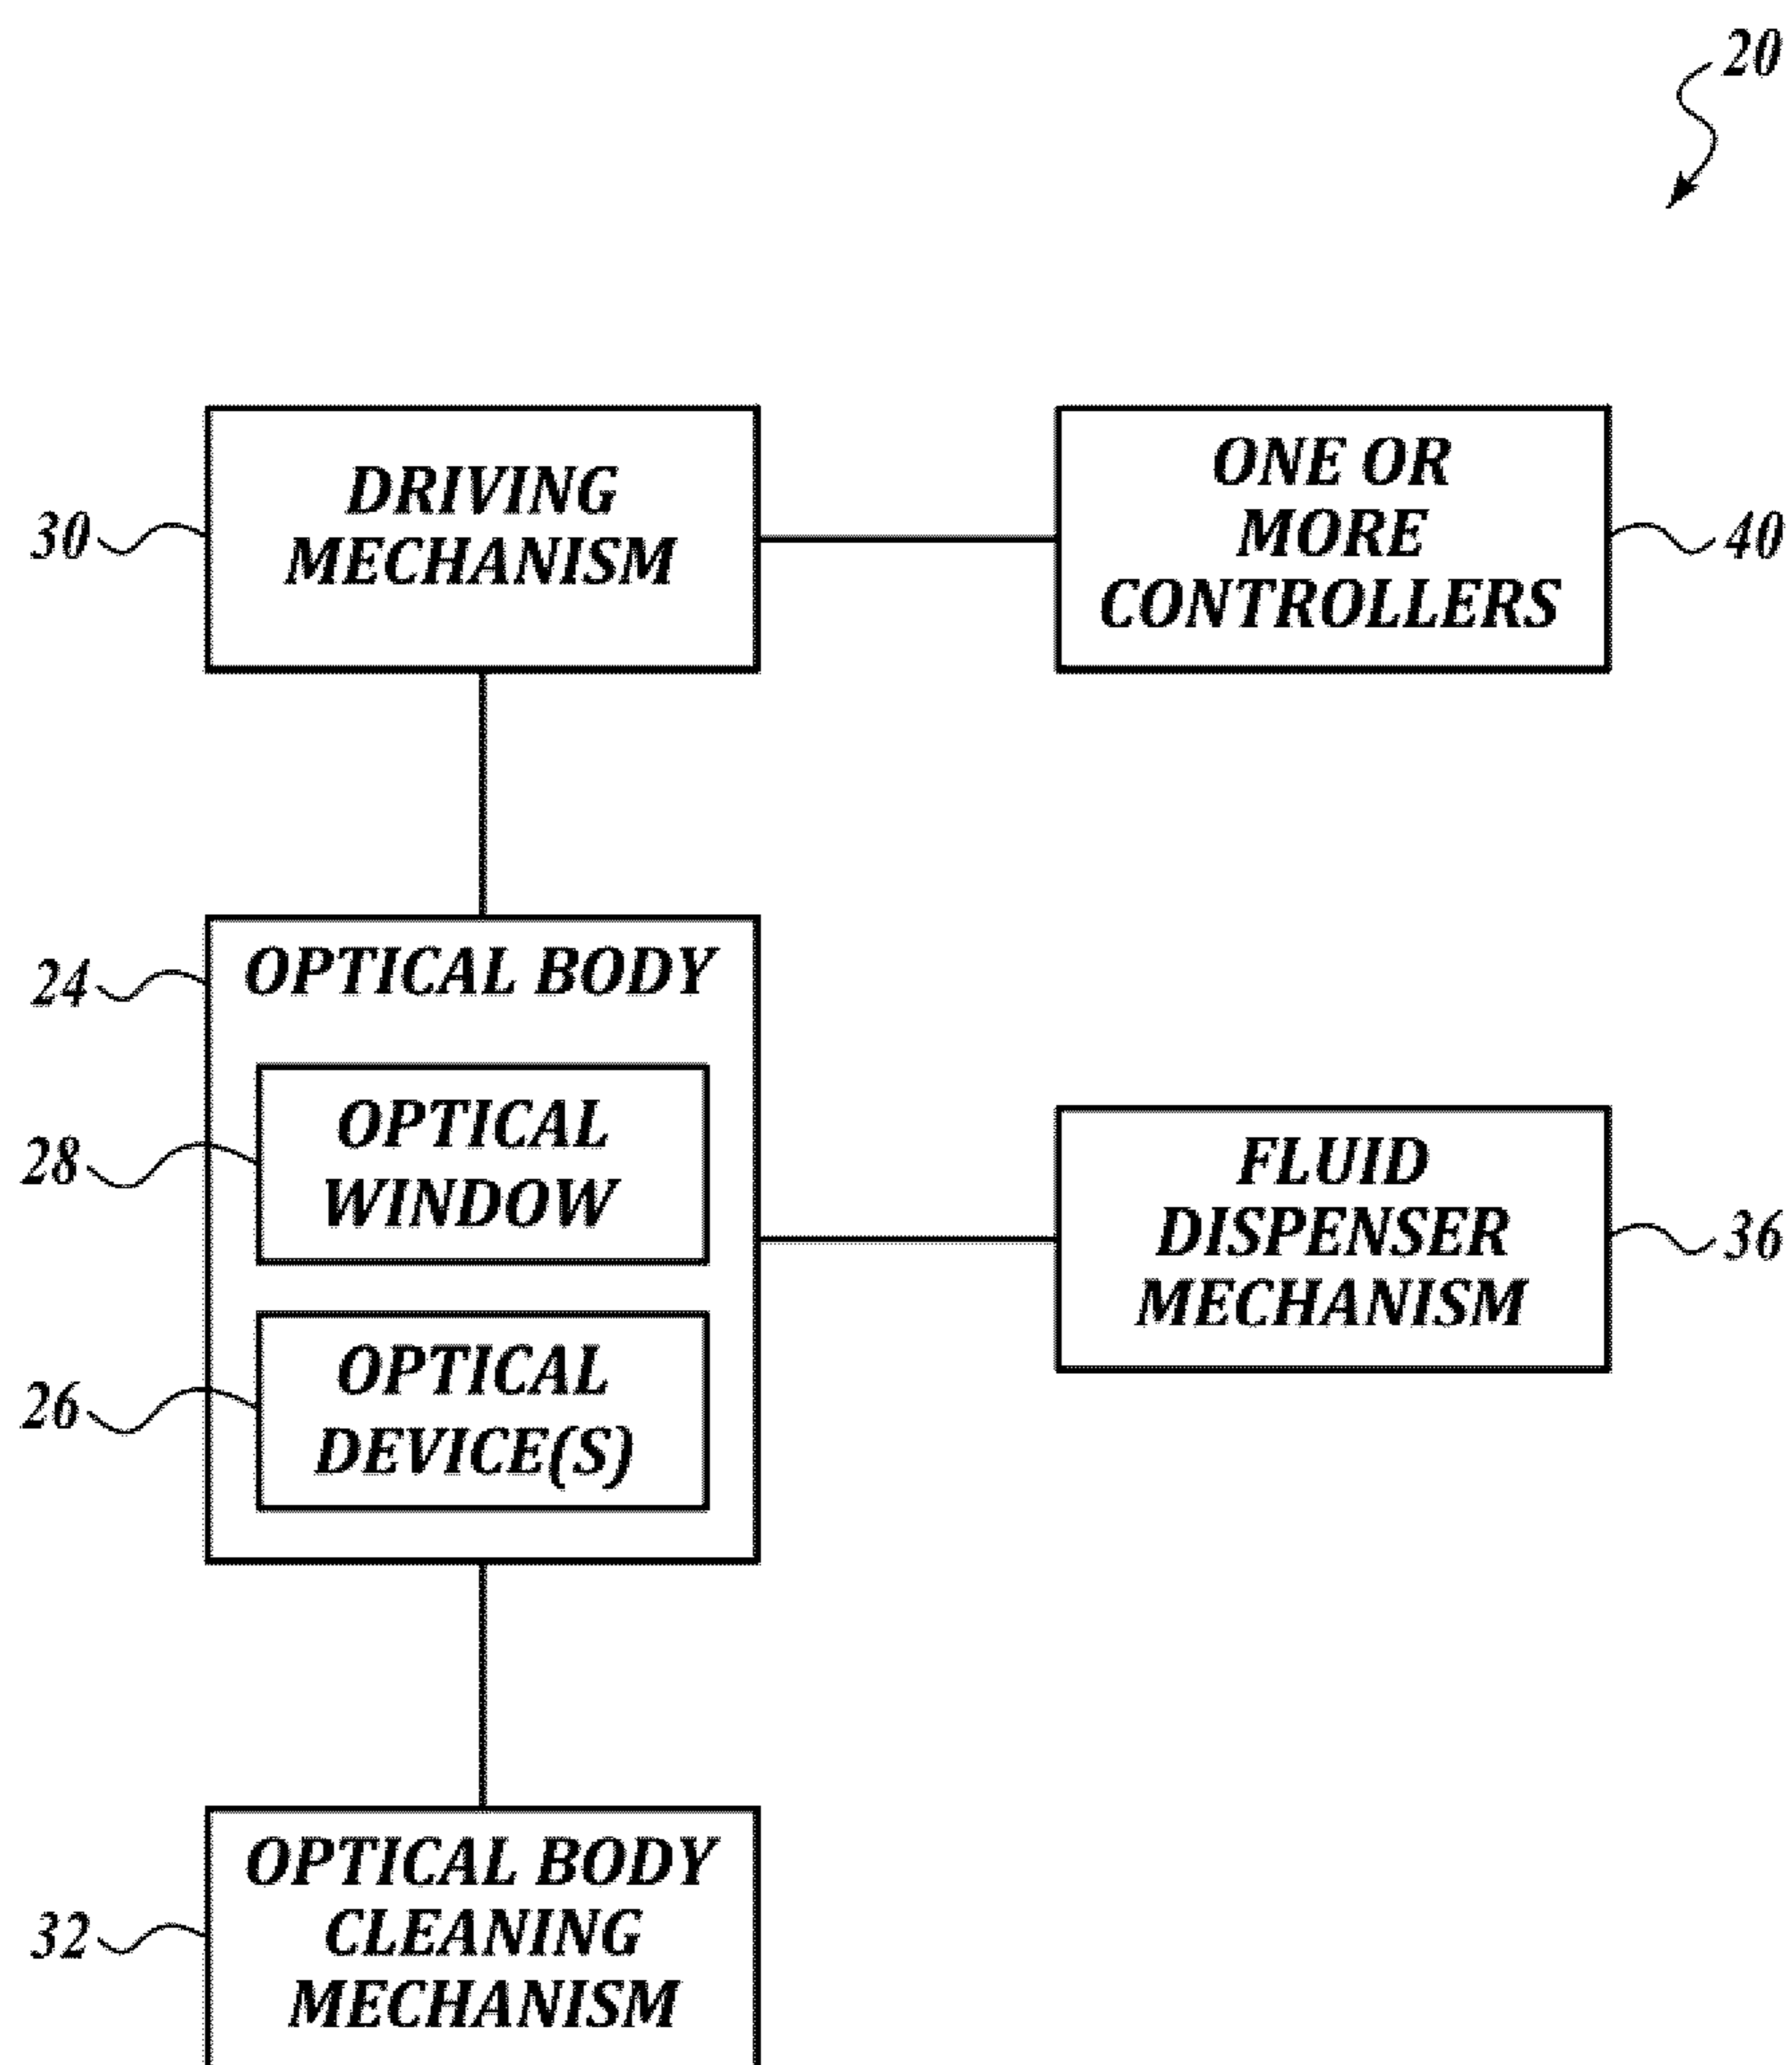 20
DRIVING
MECHANISM
30
ONE OR
MORE
CONTROLLERS
40
24
OPTICAL BODY
28
OPTICAL
WINDOW
26
OPTICAL
DEVICE(S)
FLUID
DISPENSER
MECHANISM
36
32
OPTICAL BODY
CLEANING
MECHANISM